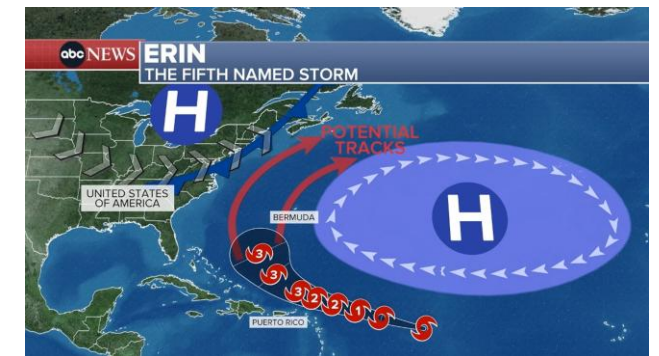 abc NEWS
ERIN
THE FIFTH NAMED STORM
H
POTENTIAL
TRACKS
UNITED STATES
OF AMERICA
BERMUDA
H
3
3
3
2
2
1
PUERTO RICO